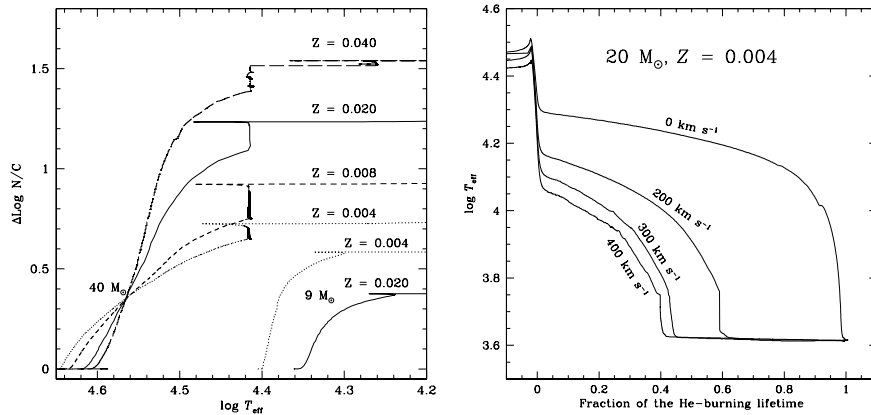 Z = 0.040
1.5
Z = 0.020
1
Z = 0.008
Z = 0.004
0.5
Z = 0.004
40 M⊙
9 M⊙
Z = 0.020
0
4.6
4.5
4.4
4.3
4.2
ΔLog N/C
log Teff
4.6
20 M⊙, Z = 0.004
4.4
0 km s⁻¹
4.2
200 km s⁻¹
4
300 km s⁻¹
400 km s⁻¹
3.8
3.6
0
0.2
0.4
0.6
0.8
1
log Teff
Fraction of the He-burning lifetime